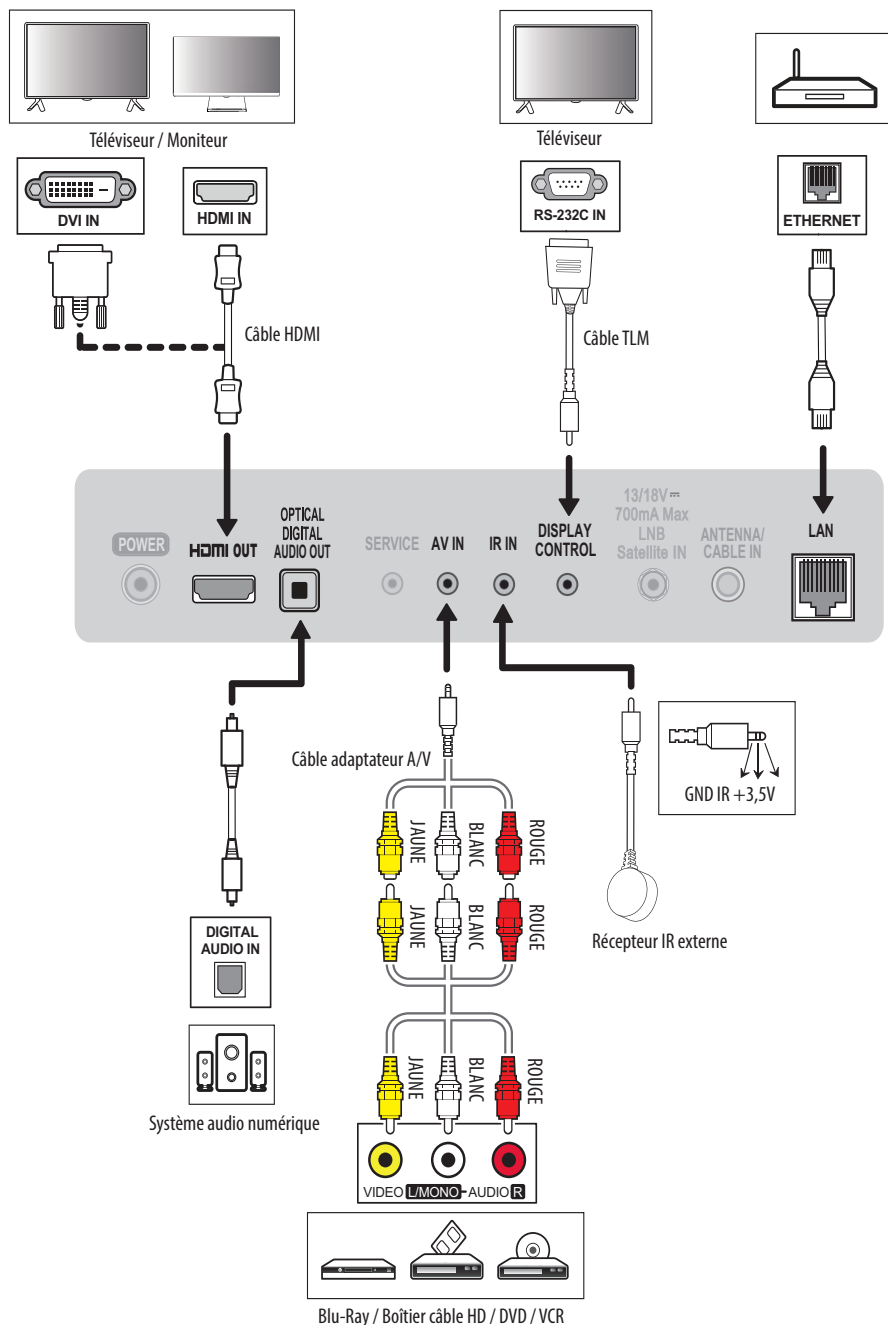 Téléviseur / Moniteur
Téléviseur
DVI IN
HDMI IN
RS-232C IN
ETHERNET
Câble HDMI
Câble TLM
POWER
HDMI OUT
OPTICAL
DIGITAL
AUDIO OUT
SERVICE
AV IN
IR IN
DISPLAY
CONTROL
13/18V ⎓
700mA Max
LNB
Satellite IN
ANTENNA/
CABLE IN
LAN
Câble adaptateur A/V
GND IR +3,5V
JAUNE
BLANC
ROUGE
JAUNE
BLANC
ROUGE
Récepteur IR externe
DIGITAL
AUDIO IN
Système audio numérique
JAUNE
BLANC
ROUGE
VIDEO L/MONO-AUDIO R
Blu-Ray / Boîtier câble HD / DVD / VCR